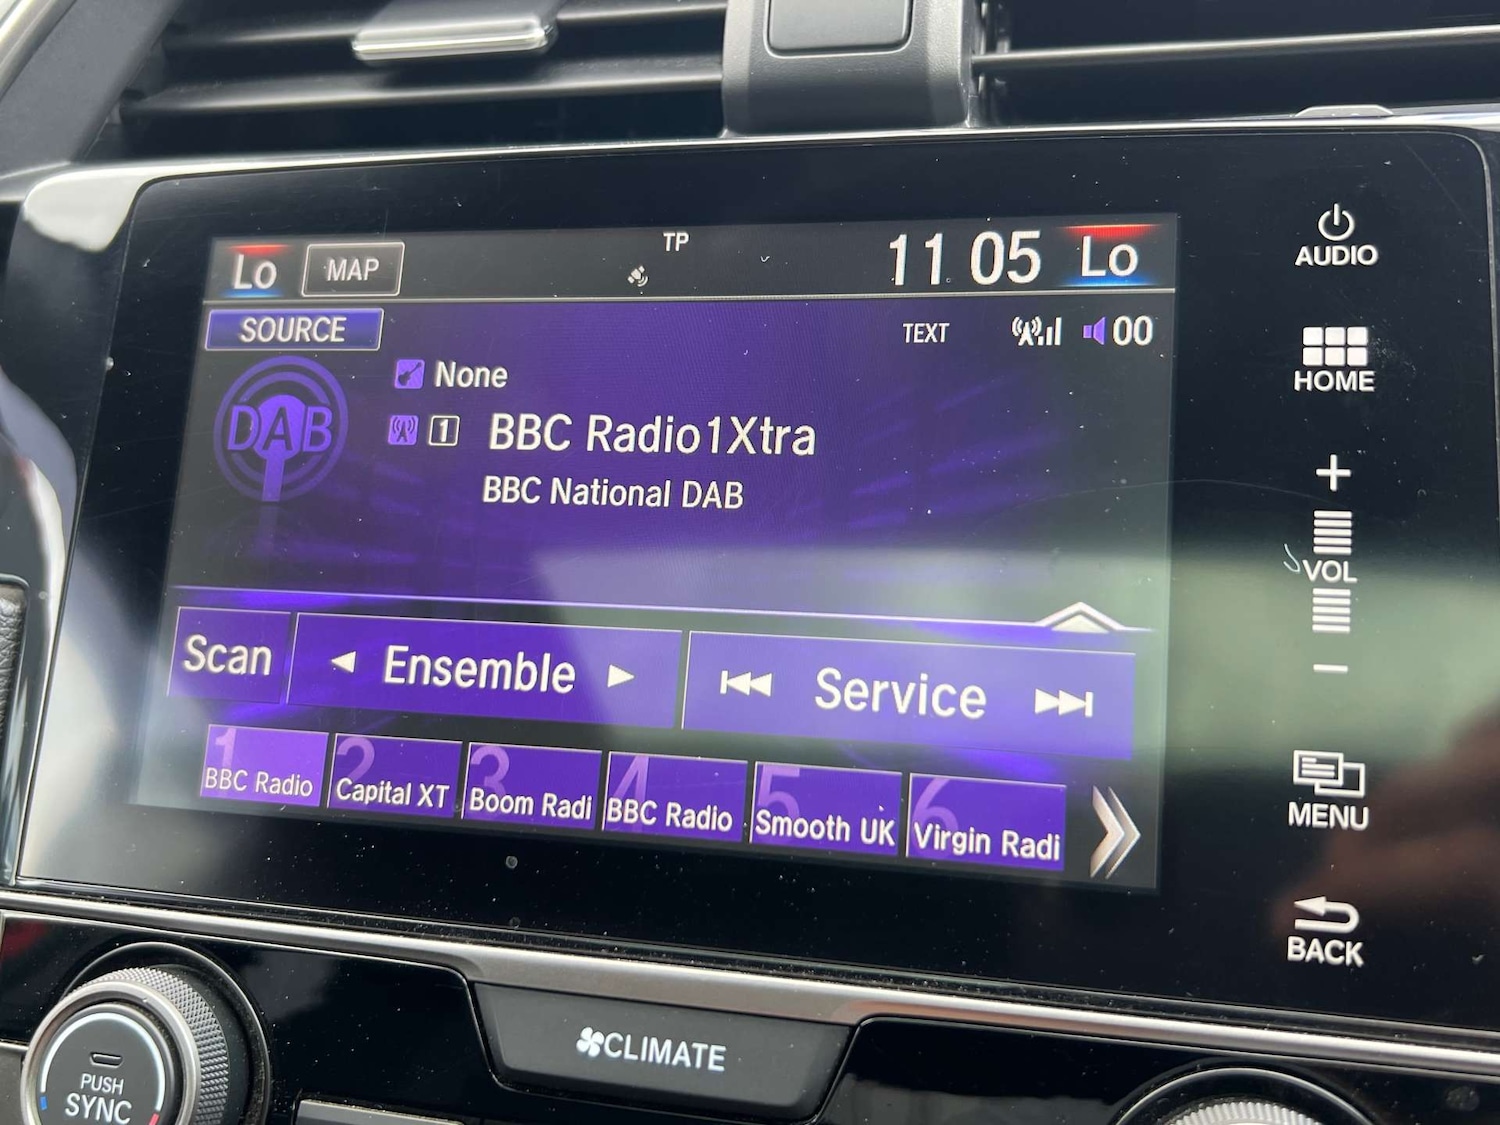 Lo MAP TP 11 05 Lo
SOURCE TEXT 00
None
DAB
1 BBC Radio1Xtra
BBC National DAB
Scan Ensemble Service
1 BBC Radio
2 Capital XT
3 Boom Radi
4 BBC Radio
5 Smooth UK
6 Virgin Radi
AUDIO
HOME
+
VOL
−
MENU
BACK
CLIMATE
PUSH
SYNC